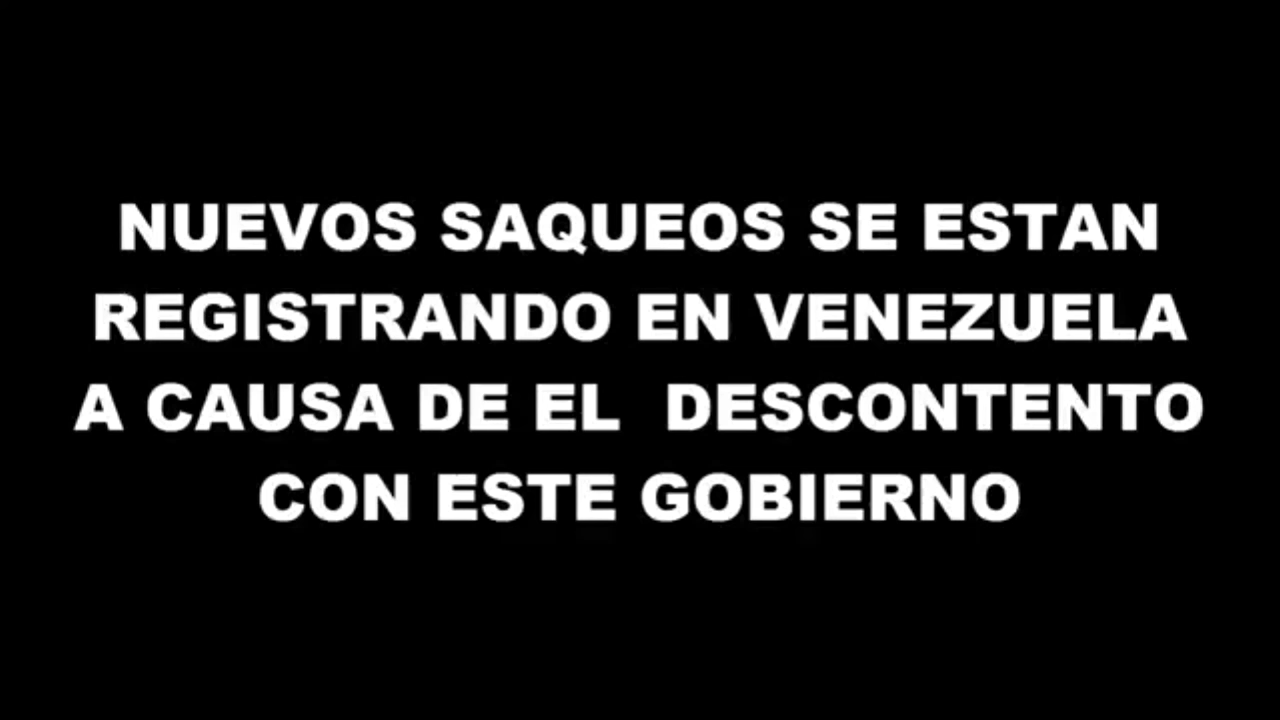 NUEVOS SAQUEOS SE ESTAN
REGISTRANDO EN VENEZUELA
A CAUSA DE EL  DESCONTENTO
CON ESTE GOBIERNO